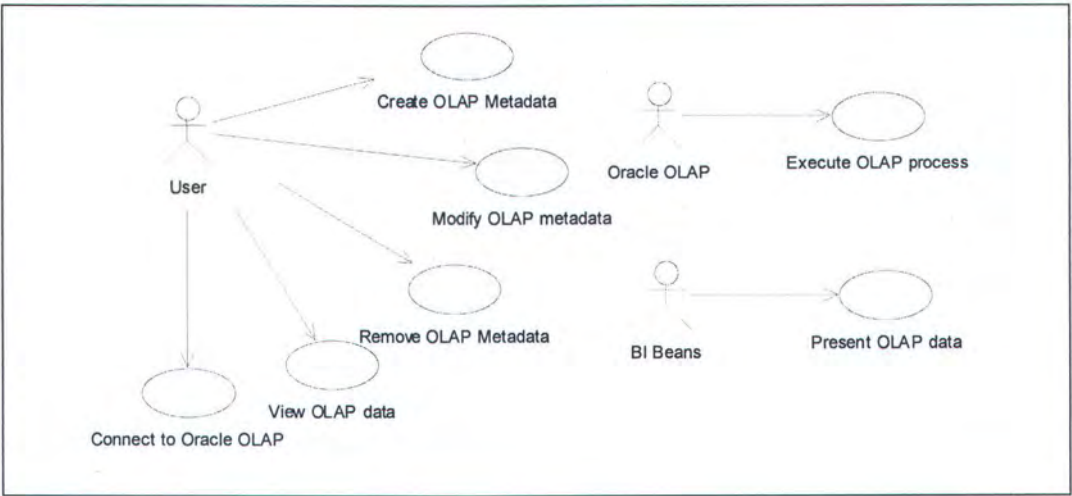 Create OLAP Metadata
User
Modify OLAP metadata
Remove OLAP Metadata
View OLAP data
Connect to Oracle OLAP
Oracle OLAP
Execute OLAP process
BI Beans
Present OLAP data